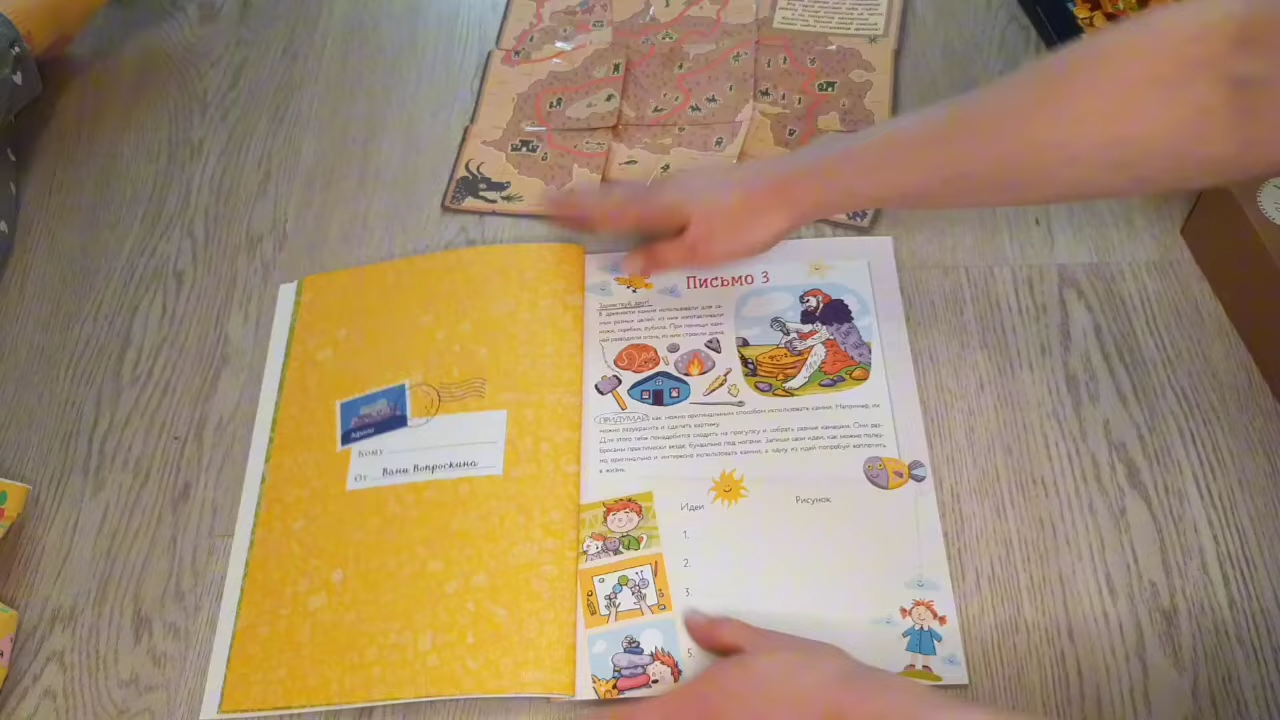 Письмо 3
Здравствуй, друг!
В древности камни использовали для са-
мых разных целей: из них изготавливали
ножи, скребки, рубила. При помощи кам-
ней разводили огонь, из них строили дома.
ПРИДУМАЙ, как можно оригинальным способом использовать камни. Например, их
можно разукрасить и сделать картину.
Для этого тебе понадобится сходить на прогулку и собрать разные камешки. Они раз-
бросаны практически везде, буквально под ногами. Запиши свои идеи, как можно полез-
но, оригинально и интересно использовать камни, а одну из идей попробуй воплотить
в жизнь.
Кому
От Вани Вопроскина
Идеи
Рисунок
1.
2.
3.
5.